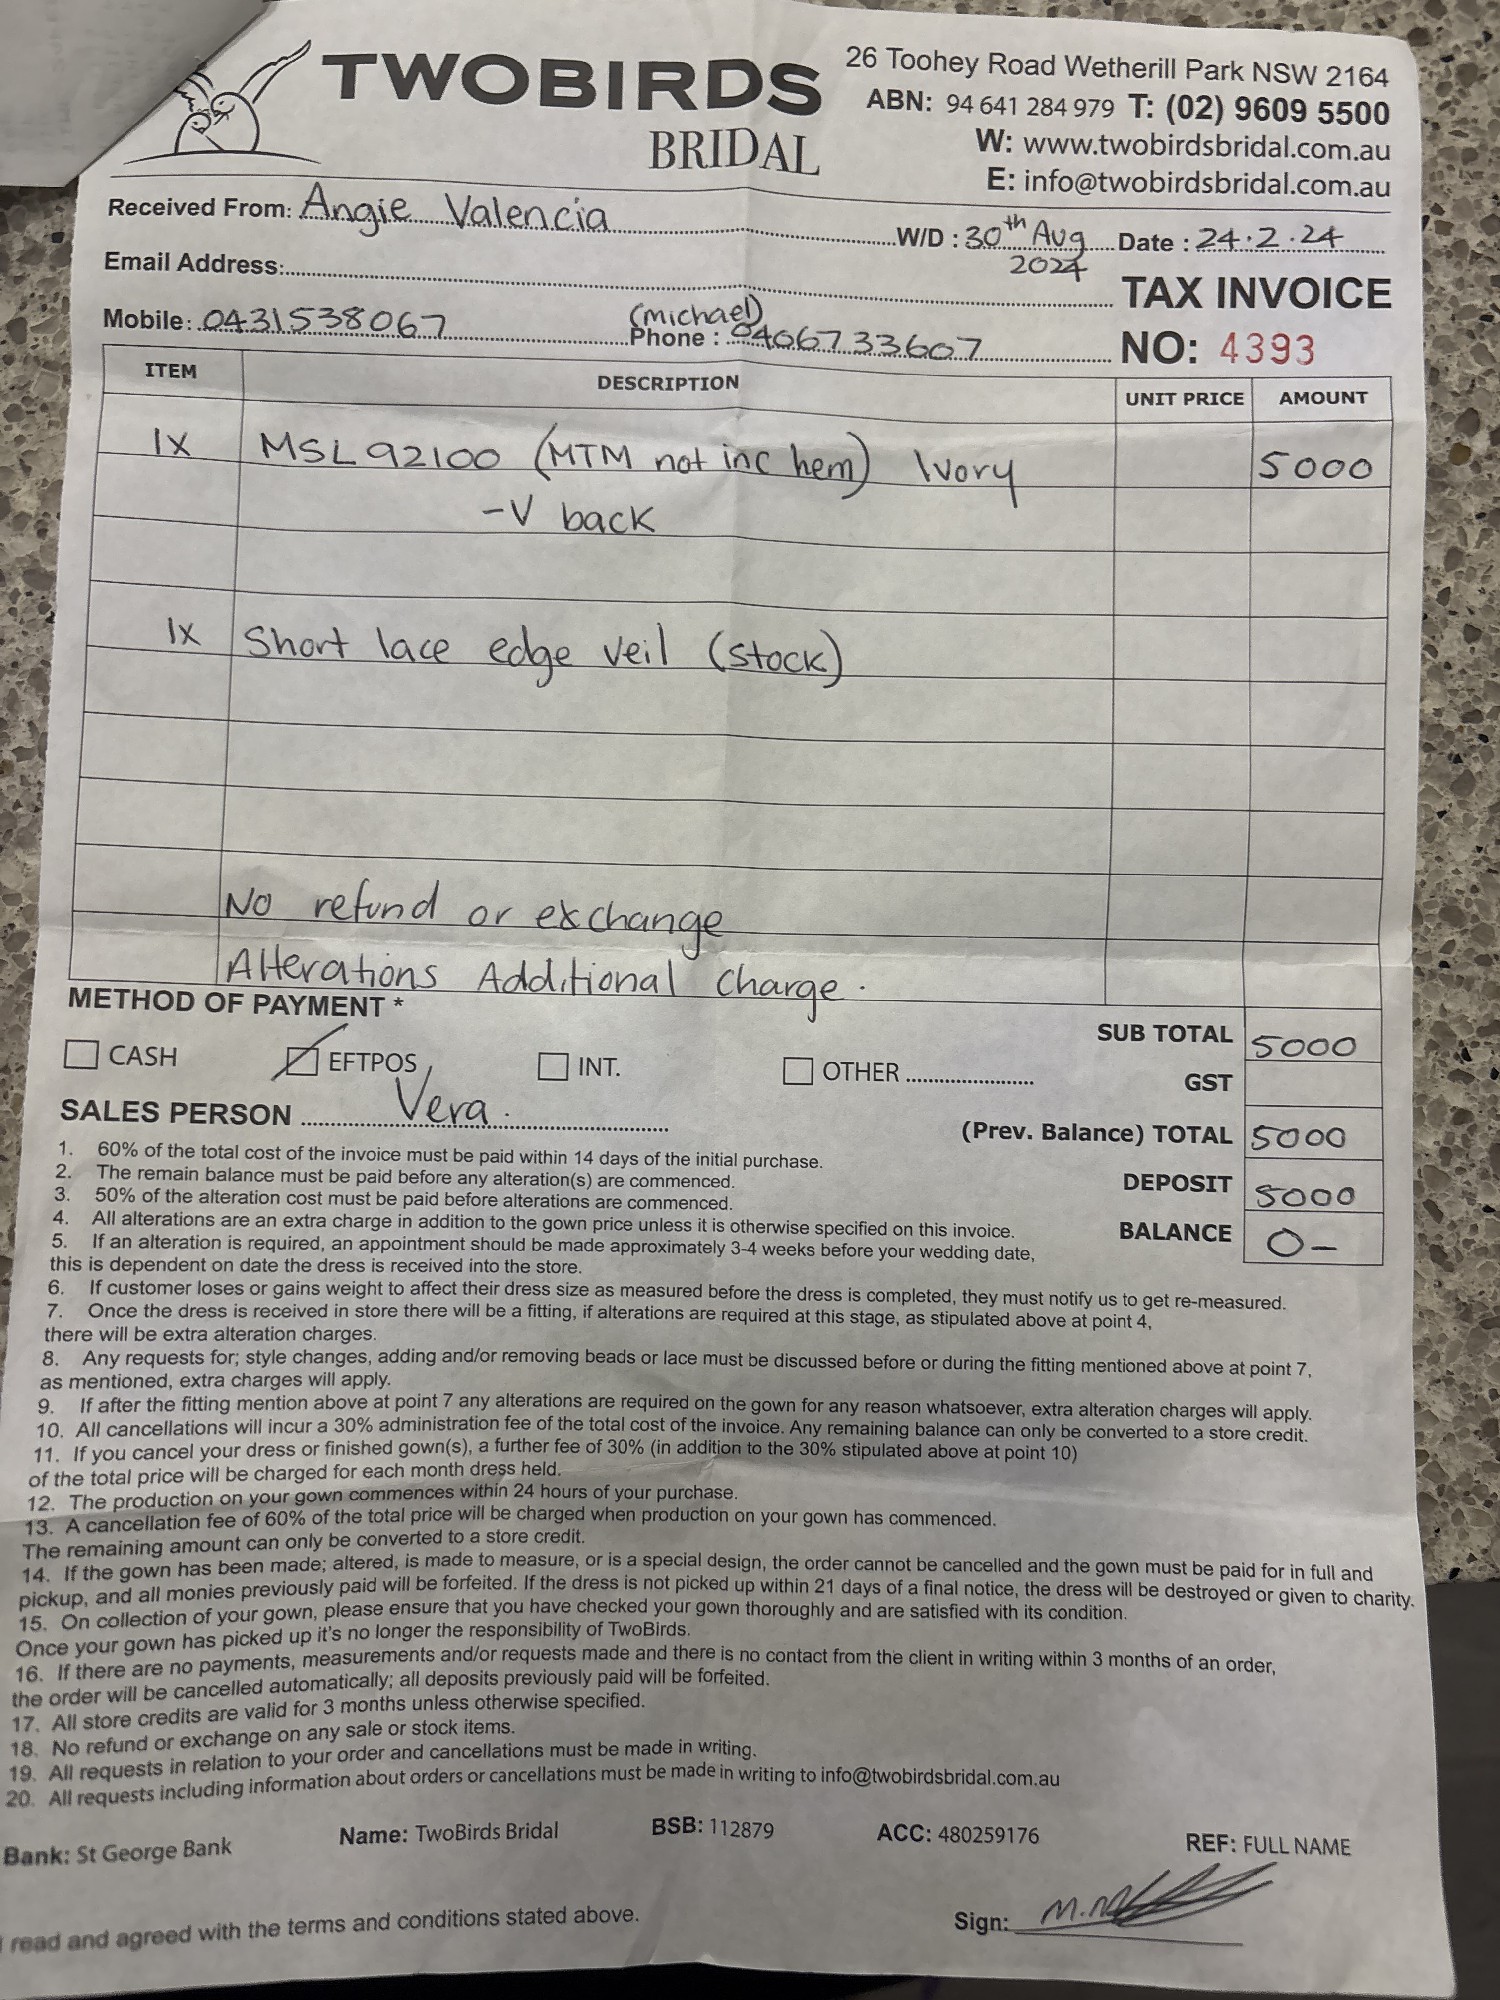 TWOBIRDS
BRIDAL
26 Toohey Road Wetherill Park NSW 2164
ABN: 94 641 284 979 T: (02) 9609 5500
W: www.twobirdsbridal.com.au
E: info@twobirdsbridal.com.au
Received From: Angie Valencia W/D : 30th Aug 2024 Date : 24.2.24
Email Address:
TAX INVOICE
Mobile: 0431538067 Phone : (michael) 0406733607
NO: 4393
ITEM DESCRIPTION UNIT PRICE AMOUNT
1x MSL92100 (MTM not inc hem) Ivory 5000
-V back
1x Short lace edge veil (stock)
No refund or exchange
Alterations Additional Charge.
METHOD OF PAYMENT *
CASH EFTPOS INT. OTHER
SUB TOTAL 5000
GST
SALES PERSON Vera.
(Prev. Balance) TOTAL 5000
DEPOSIT 5000
BALANCE 0-
1. 60% of the total cost of the invoice must be paid within 14 days of the initial purchase.
2. The remain balance must be paid before any alteration(s) are commenced.
3. 50% of the alteration cost must be paid before alterations are commenced.
4. All alterations are an extra charge in addition to the gown price unless it is otherwise specified on this invoice.
5. If an alteration is required, an appointment should be made approximately 3-4 weeks before your wedding date,
this is dependent on date the dress is received into the store.
6. If customer loses or gains weight to affect their dress size as measured before the dress is completed, they must notify us to get re-measured.
7. Once the dress is received in store there will be a fitting, if alterations are required at this stage, as stipulated above at point 4,
there will be extra alteration charges.
8. Any requests for; style changes, adding and/or removing beads or lace must be discussed before or during the fitting mentioned above at point 7,
as mentioned, extra charges will apply.
9. If after the fitting mention above at point 7 any alterations are required on the gown for any reason whatsoever, extra alteration charges will apply.
10. All cancellations will incur a 30% administration fee of the total cost of the invoice. Any remaining balance can only be converted to a store credit.
11. If you cancel your dress or finished gown(s), a further fee of 30% (in addition to the 30% stipulated above at point 10)
of the total price will be charged for each month dress held.
12. The production on your gown commences within 24 hours of your purchase.
13. A cancellation fee of 60% of the total price will be charged when production on your gown has commenced.
The remaining amount can only be converted to a store credit.
14. If the gown has been made; altered, is made to measure, or is a special design, the order cannot be cancelled and the gown must be paid for in full and
pickup, and all monies previously paid will be forfeited. If the dress is not picked up within 21 days of a final notice, the dress will be destroyed or given to charity.
15. On collection of your gown, please ensure that you have checked your gown thoroughly and are satisfied with its condition.
Once your gown has picked up it's no longer the responsibility of TwoBirds.
16. If there are no payments, measurements and/or requests made and there is no contact from the client in writing within 3 months of an order,
the order will be cancelled automatically; all deposits previously paid will be forfeited.
17. All store credits are valid for 3 months unless otherwise specified.
18. No refund or exchange on any sale or stock items.
19. All requests in relation to your order and cancellations must be made in writing.
20. All requests including information about orders or cancellations must be made in writing to info@twobirdsbridal.com.au
Bank: St George Bank Name: TwoBirds Bridal BSB: 112879 ACC: 480259176 REF: FULL NAME
read and agreed with the terms and conditions stated above. Sign: